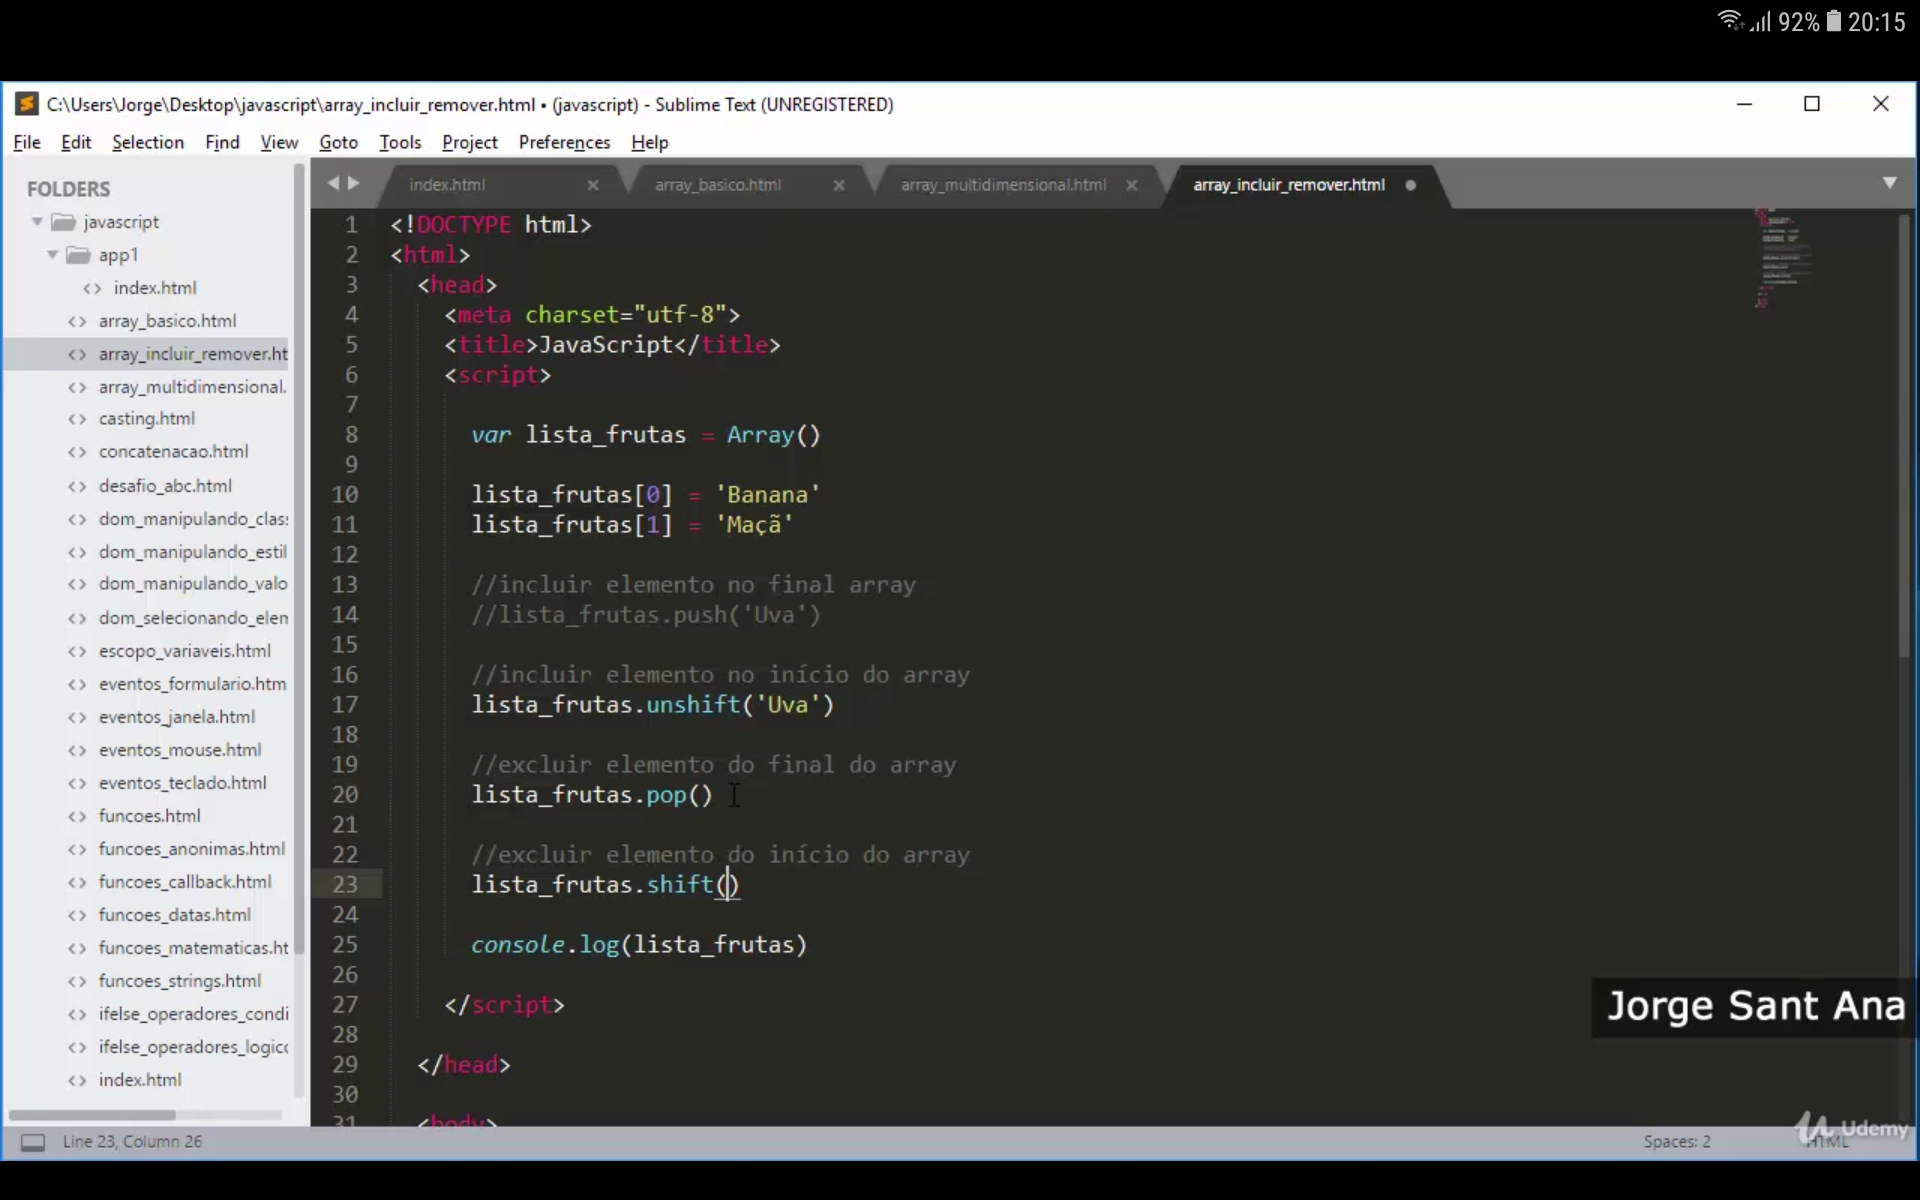 92% 20:15
C:\Users\Jorge\Desktop\javascript\array_incluir_remover.html • (javascript) - Sublime Text (UNREGISTERED)
File Edit Selection Find View Goto Tools Project Preferences Help
FOLDERS
javascript
app1
index.html
array_basico.html
array_incluir_remover.ht
array_multidimensional.
casting.html
concatenacao.html
desafio_abc.html
dom_manipulando_clas
dom_manipulando_estil
dom_manipulando_valo
dom_selecionando_elem
escopo_variaveis.html
eventos_formulario.htm
eventos_janela.html
eventos_mouse.html
eventos_teclado.html
funcoes.html
funcoes_anonimas.html
funcoes_callback.html
funcoes_datas.html
funcoes_matematicas.ht
funcoes_strings.html
ifelse_operadores_condi
ifelse_operadores_logico
index.html
index.html array_basico.html array_multidimensional.html array_incluir_remover.html
1 <!DOCTYPE html>
2 <html>
3 <head>
4 <meta charset="utf-8">
5 <title>JavaScript</title>
6 <script>
7
8 var lista_frutas = Array()
9
10 lista_frutas[0] = 'Banana'
11 lista_frutas[1] = 'Maçã'
12
13 //incluir elemento no final array
14 //lista_frutas.push('Uva')
15
16 //incluir elemento no início do array
17 lista_frutas.unshift('Uva')
18
19 //excluir elemento do final do array
20 lista_frutas.pop()
21
22 //excluir elemento do início do array
23 lista_frutas.shift()
24
25 console.log(lista_frutas)
26
27 </script>
28
29 </head>
30
31 <body>
Jorge Sant Ana
Udemy
Line 23, Column 26 Spaces: 2 HTML